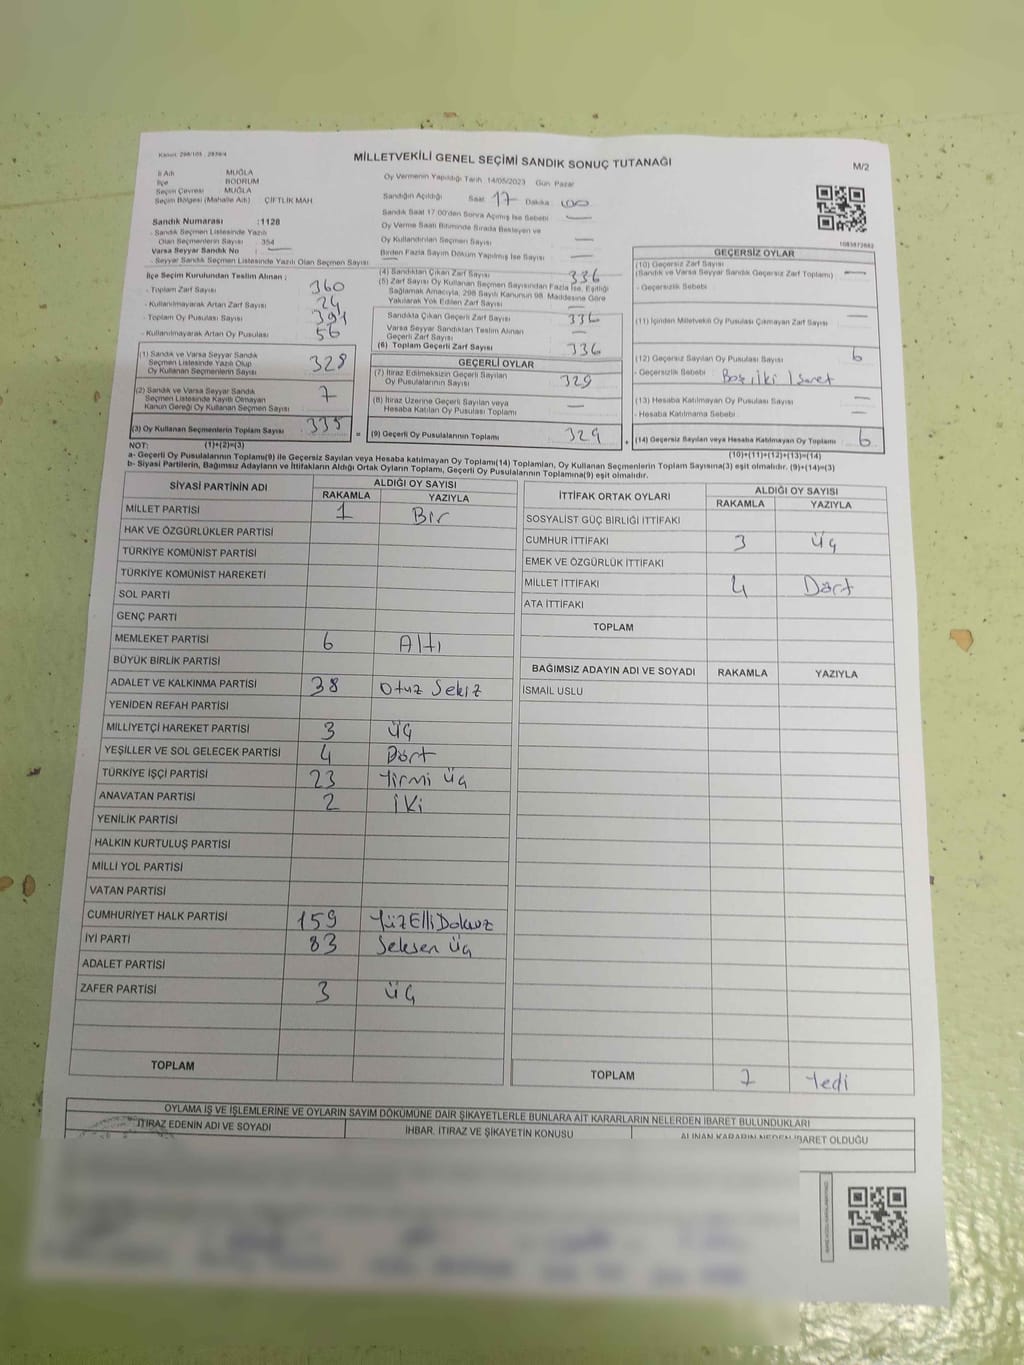 Kanun: 298/105 , 2839/4
MİLLETVEKİLİ GENEL SEÇİMİ SANDIK SONUÇ TUTANAĞI
M/2
İl Adı MUĞLA
İlçe BODRUM
Seçim Çevresi MUĞLA
Seçim Bölgesi (Mahalle Adı) ÇİFTLİK MAH
Sandık Numarası :1128
- Sandık Seçmen Listesinde Yazılı
Olan Seçmenlerin Sayısı : 354
Varsa Seyyar Sandık No : —
- Seyyar Sandık Seçmen Listesinde Yazılı Olan Seçmen Sayısı: —
Oy Vermenin Yapıldığı Tarih 14/05/2023 Gün Pazar
Sandığın Açıldığı Saat 17 Dakika 00
Sandık Saat 17:00'den Sonra Açılmış İse Sebebi —
Oy Verme Saati Bitiminde Sırada Bekleyen ve
Oy Kullandırılan Seçmen Sayısı —
Birden Fazla Sayım Döküm Yapılmış İse Sayısı —
1083872682
İlçe Seçim Kurulundan Teslim Alınan ;
- Toplam Zarf Sayısı 360
- Kullanılmayarak Artan Zarf Sayısı 24
- Toplam Oy Pusulası Sayısı 391
- Kullanılmayarak Artan Oy Pusulası 56
(1) Sandık ve Varsa Seyyar Sandık
Seçmen Listesinde Yazılı Olup
Oy Kullanan Seçmenlerin Sayısı 328
(2) Sandık ve Varsa Seyyar Sandık
Seçmen Listesinde Kayıtlı Olmayan
Kanun Gereği Oy Kullanan Seçmen Sayısı 7
(3) Oy Kullanan Seçmenlerin Toplam Sayısı 335
(4) Sandıktan Çıkan Zarf Sayısı 336
(5) Zarf Sayısı Oy Kullanan Seçmen Sayısından Fazla İse, Eşitliği
Sağlamak Amacıyla, 298 Sayılı Kanunun 98. Maddesine Göre
Yakılarak Yok Edilen Zarf Sayısı —
Sandıkta Çıkan Geçerli Zarf Sayısı 336
Varsa Seyyar Sandıktan Teslim Alınan
Geçerli Zarf Sayısı —
(6) Toplam Geçerli Zarf Sayısı 336
GEÇERLİ OYLAR
(7) İtiraz Edilmeksizin Geçerli Sayılan
Oy Pusulalarının Sayısı 329
(8) İtiraz Üzerine Geçerli Sayılan veya
Hesaba Katılan Oy Pusulası Toplamı —
= (9) Geçerli Oy Pusulalarının Toplamı 329
GEÇERSİZ OYLAR
(10) Geçersiz Zarf Sayısı
(Sandık ve Varsa Seyyar Sandık Geçersiz Zarf Toplamı) —
- Geçersizlik Sebebi
(11) İçinden Milletvekili Oy Pusulası Çıkmayan Zarf Sayısı —
(12) Geçersiz Sayılan Oy Pusulası Sayısı 6
- Geçersizlik Sebebi Boş, İki İşaret
(13) Hesaba Katılmayan Oy Pusulası Sayısı —
- Hesaba Katılmama Sebebi —
+ (14) Geçersiz Sayılan veya Hesaba Katılmayan Oy Toplamı 6
NOT: (1)+(2)=(3) (10)+(11)+(12)+(13)=(14)
a- Geçerli Oy Pusulalarının Toplamı(9) ile Geçersiz Sayılan veya Hesaba Katılmayan Oy Toplamı(14) Toplamları, Oy Kullanan Seçmenlerin Toplam Sayısına(3) eşit olmalıdır. (9)+(14)=(3)
b- Siyasi Partilerin, Bağımsız Adayların ve İttifakların Aldığı Ortak Oyların Toplamı, Geçerli Oy Pusulalarının Toplamına(9) eşit olmalıdır.
SİYASİ PARTİNİN ADI ALDIĞI OY SAYISI
RAKAMLA YAZIYLA
MİLLET PARTİSİ 1 Bir
HAK VE ÖZGÜRLÜKLER PARTİSİ
TÜRKİYE KOMÜNİST PARTİSİ
TÜRKİYE KOMÜNİST HAREKETİ
SOL PARTİ
GENÇ PARTİ
MEMLEKET PARTİSİ 6 Altı
BÜYÜK BİRLİK PARTİSİ
ADALET VE KALKINMA PARTİSİ 38 Otuz Sekiz
YENİDEN REFAH PARTİSİ
MİLLİYETÇİ HAREKET PARTİSİ 3 Üç
YEŞİLLER VE SOL GELECEK PARTİSİ 4 Dört
TÜRKİYE İŞÇİ PARTİSİ 23 Yirmi Üç
ANAVATAN PARTİSİ 2 İki
YENİLİK PARTİSİ
HALKIN KURTULUŞ PARTİSİ
MİLLİ YOL PARTİSİ
VATAN PARTİSİ
CUMHURİYET HALK PARTİSİ 159 YüzElliDokuz
İYİ PARTİ 83 Seksen Üç
ADALET PARTİSİ
ZAFER PARTİSİ 3 Üç
TOPLAM
İTTİFAK ORTAK OYLARI ALDIĞI OY SAYISI
RAKAMLA YAZIYLA
SOSYALİST GÜÇ BİRLİĞİ İTTİFAKI
CUMHUR İTTİFAKI 3 Üç
EMEK VE ÖZGÜRLÜK İTTİFAKI
MİLLET İTTİFAKI 4 Dört
ATA İTTİFAKI
TOPLAM
BAĞIMSIZ ADAYIN ADI VE SOYADI RAKAMLA YAZIYLA
İSMAİL USLU
TOPLAM 7 Yedi
OYLAMA İŞ VE İŞLEMLERİNE VE OYLARIN SAYIM DÖKÜMÜNE DAİR ŞİKAYETLERLE BUNLARA AİT KARARLARIN NELERDEN İBARET BULUNDUKLARI
İTİRAZ EDENİN ADI VE SOYADI İHBAR, İTİRAZ VE ŞİKAYETİN KONUSU ALINAN KARARIN NEDEN İBARET OLDUĞU